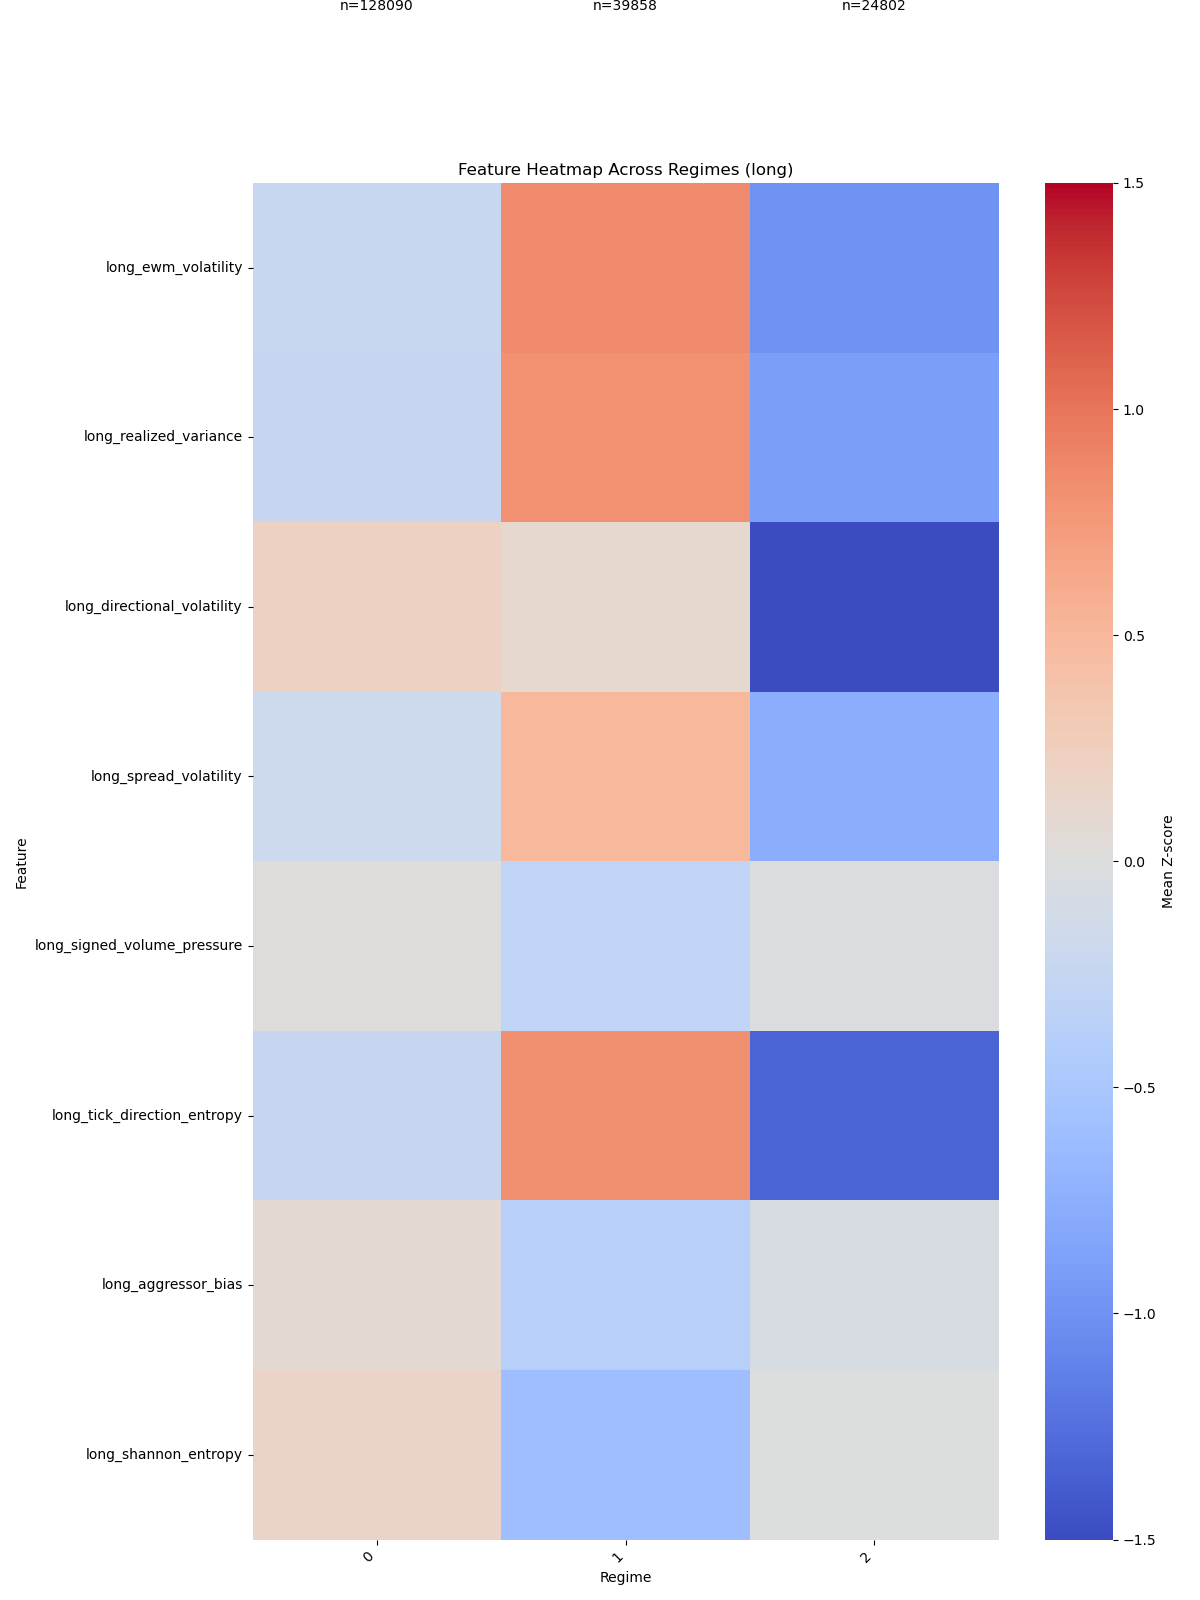 n=128090
n=39858
n=24802
Feature Heatmap Across Regimes (long)
long_ewm_volatility
long_realized_variance
long_directional_volatility
long_spread_volatility
long_signed_volume_pressure
long_tick_direction_entropy
long_aggressor_bias
long_shannon_entropy
Feature
0
1
2
Regime
1.5
1.0
0.5
0.0
−0.5
−1.0
−1.5
Mean Z-score